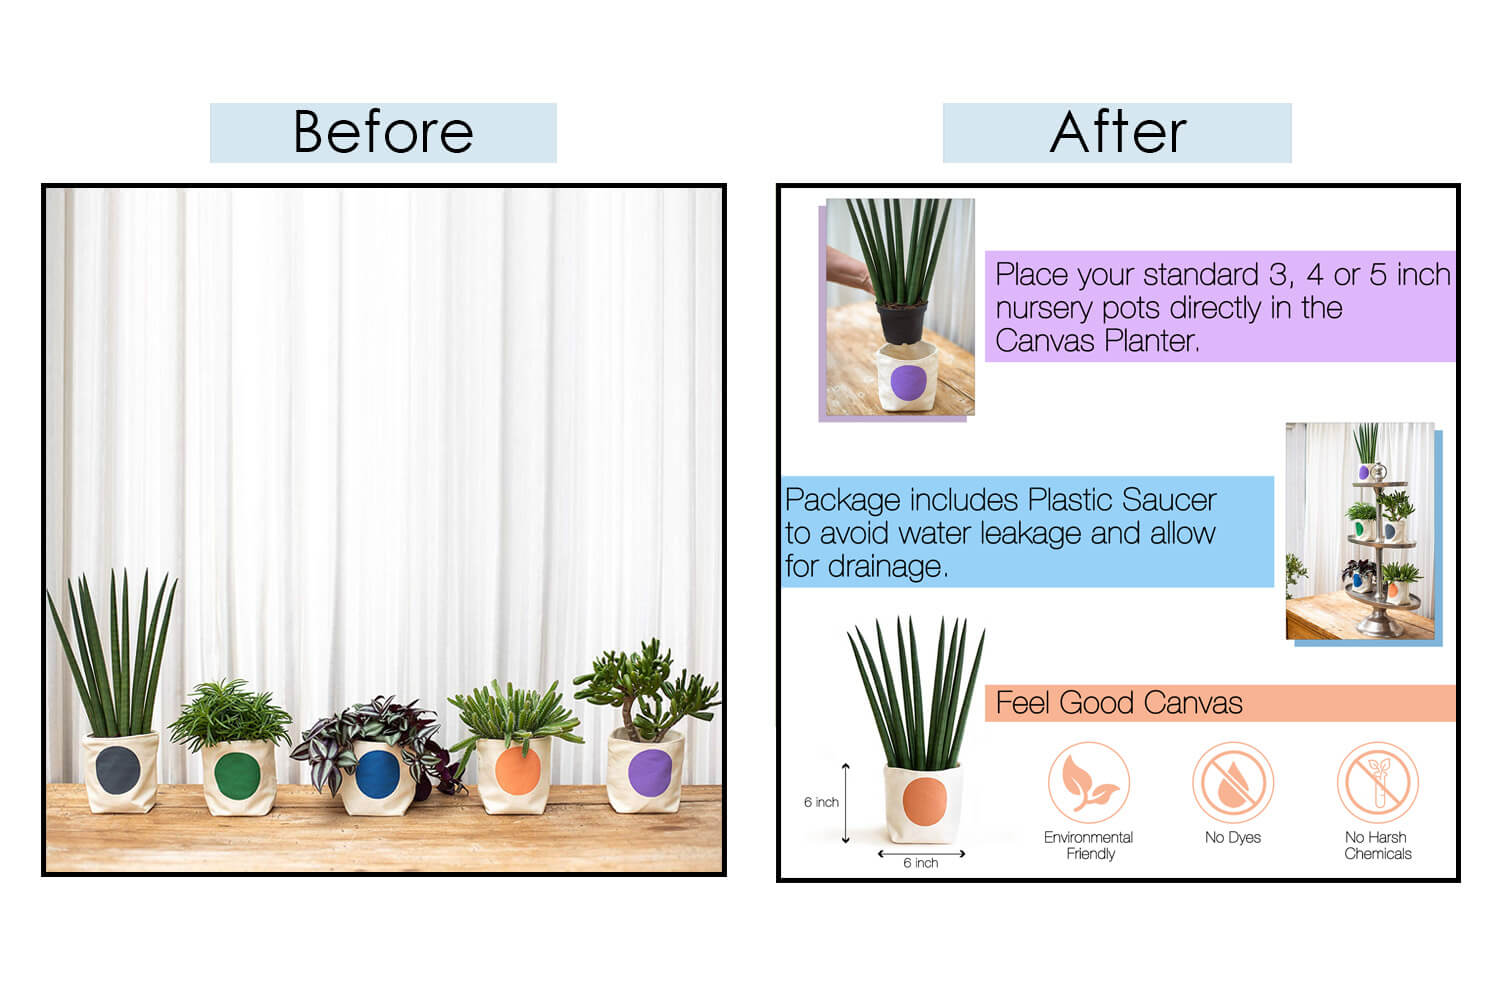 Before
After
Place your standard 3, 4 or 5 inch
nursery pots directly in the
Canvas Planter.
Package includes Plastic Saucer
to avoid water leakage and allow
for drainage.
Feel Good Canvas
6 inch
6 inch
Environmental
Friendly
No Dyes
No Harsh
Chemicals